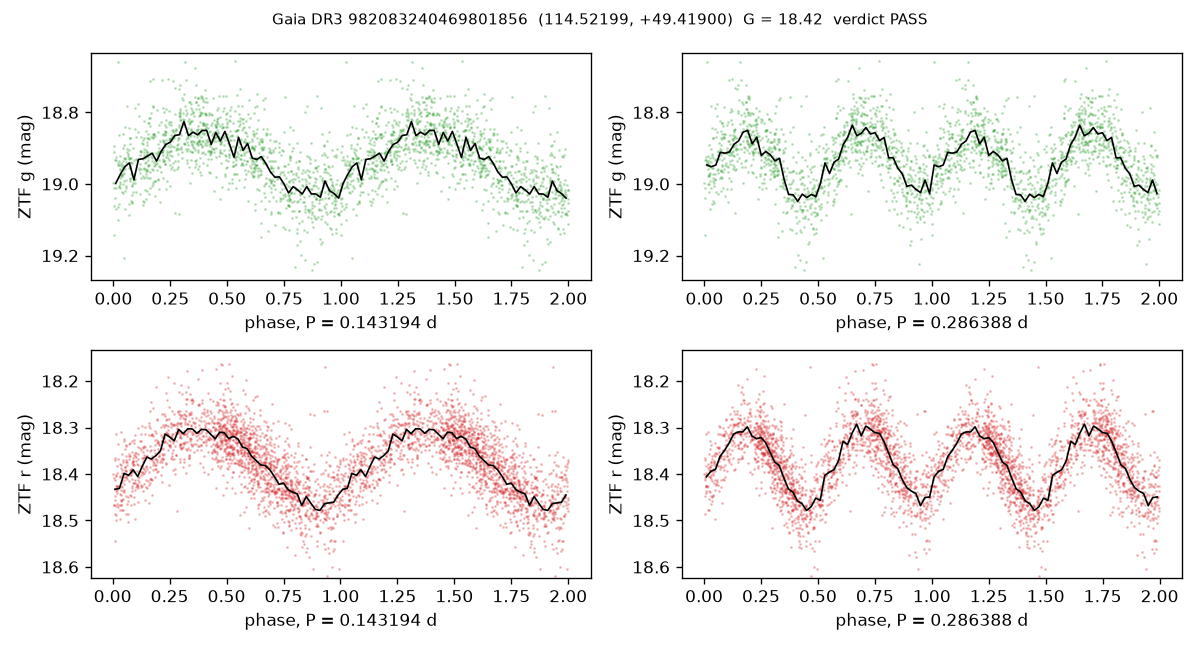 Gaia DR3 982083240469801856 (114.52199, +49.41900) G = 18.42 verdict PASS
ZTF g (mag)
18.8
19.0
19.2
0.00 0.25 0.50 0.75 1.00 1.25 1.50 1.75 2.00
phase, P = 0.143194 d
ZTF g (mag)
18.8
19.0
19.2
0.00 0.25 0.50 0.75 1.00 1.25 1.50 1.75 2.00
phase, P = 0.286388 d
ZTF r (mag)
18.2
18.3
18.4
18.5
18.6
0.00 0.25 0.50 0.75 1.00 1.25 1.50 1.75 2.00
phase, P = 0.143194 d
ZTF r (mag)
18.2
18.3
18.4
18.5
18.6
0.00 0.25 0.50 0.75 1.00 1.25 1.50 1.75 2.00
phase, P = 0.286388 d